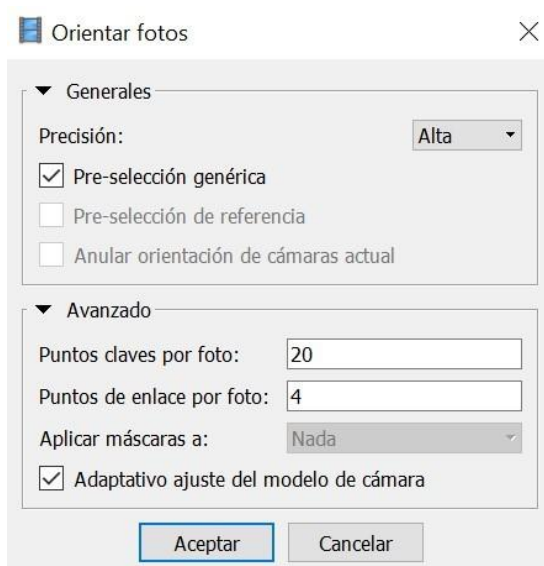 Orientar fotos
Generales
Precisión: Alta
Pre-selección genérica
Pre-selección de referencia
Anular orientación de cámaras actual
Avanzado
Puntos claves por foto: 20
Puntos de enlace por foto: 4
Aplicar máscaras a: Nada
Adaptativo ajuste del modelo de cámara
Aceptar Cancelar